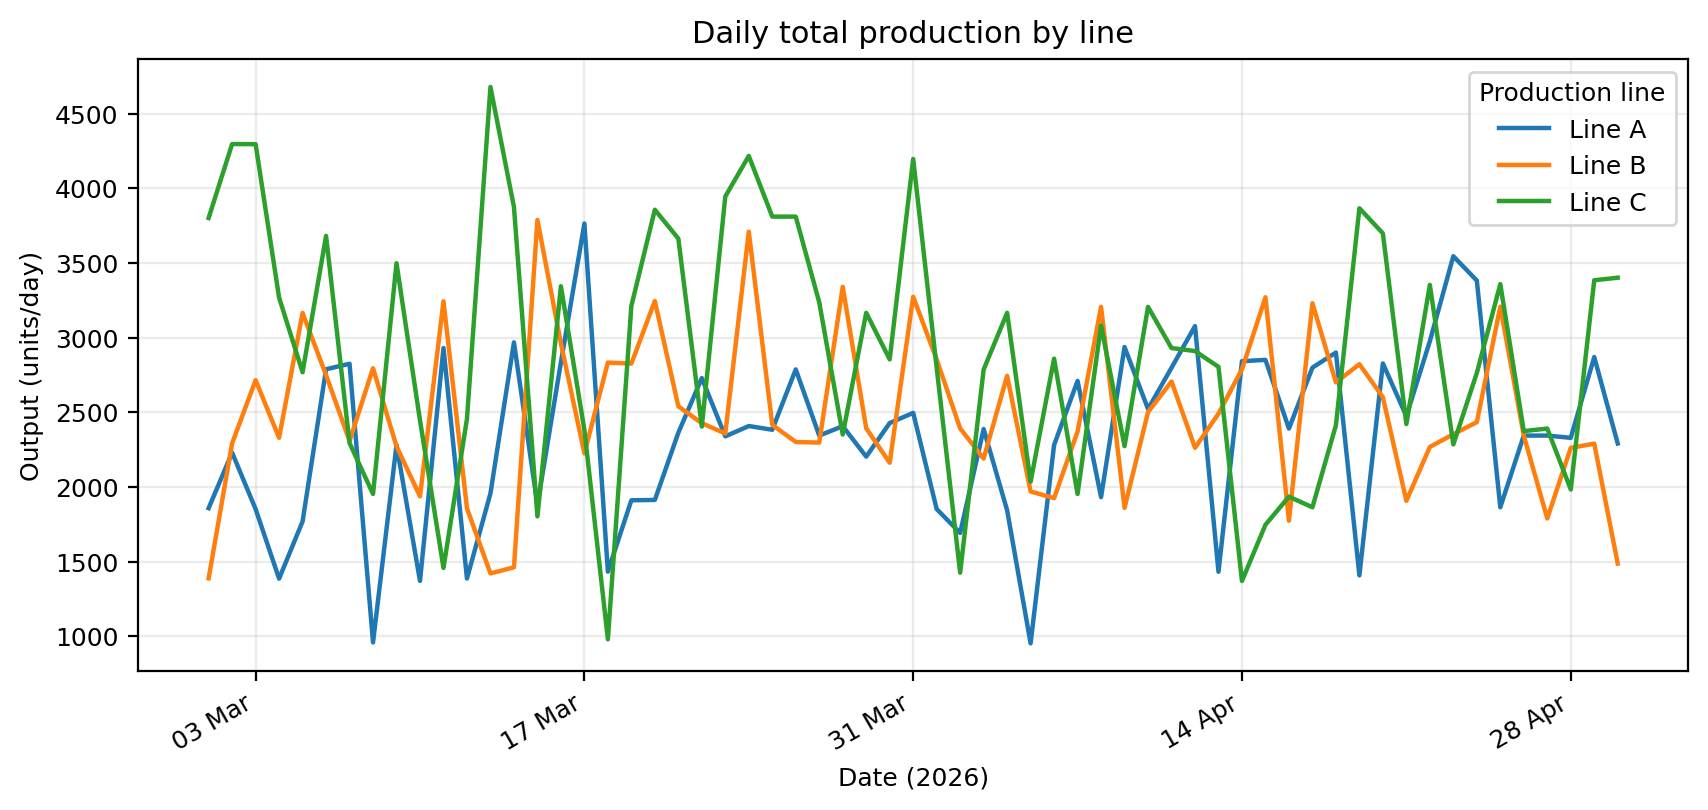 Daily total production by line
Output (units/day)
4500
4000
3500
3000
2500
2000
1500
1000
Production line
Line A
Line B
Line C
03 Mar
17 Mar
31 Mar
14 Apr
28 Apr
Date (2026)